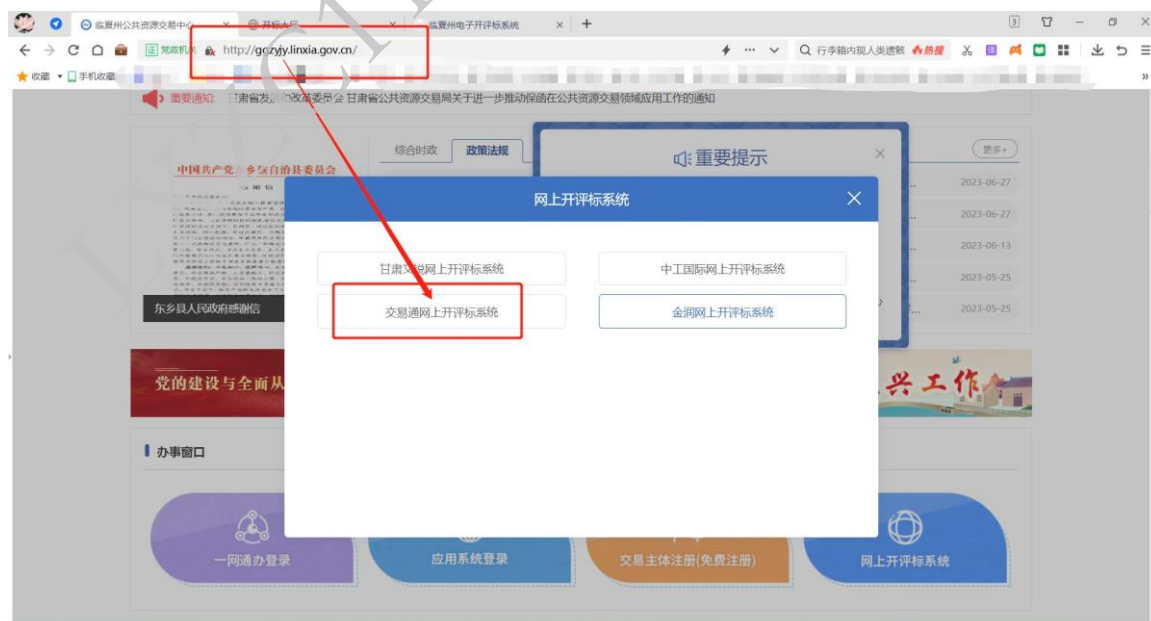 临夏州公共资源交易中心
开标大厅
临夏州电子开评标系统
3
党政机关
http://ggzyjy.linxia.gov.cn/
行李箱内现人类遗骸
热搜
收藏
手机收藏
重要通知:
甘肃省公共资源交易局关于进一步推动保函在公共资源交易领域应用工作的通知
综合时政
政策法规
重要提示
更多+
感谢信
2023-06-27
网上开评标系统
2023-06-27
2023-06-13
甘肃文锐网上开评标系统
中工国际网上开评标系统
2023-05-25
东乡县人民政府感谢信
交易通网上开评标系统
金润网上开评标系统
2023-05-25
党的建设与全面从
兴工作
办事窗口
一网通办登录
应用系统登录
交易主体注册(免费注册)
网上开评标系统